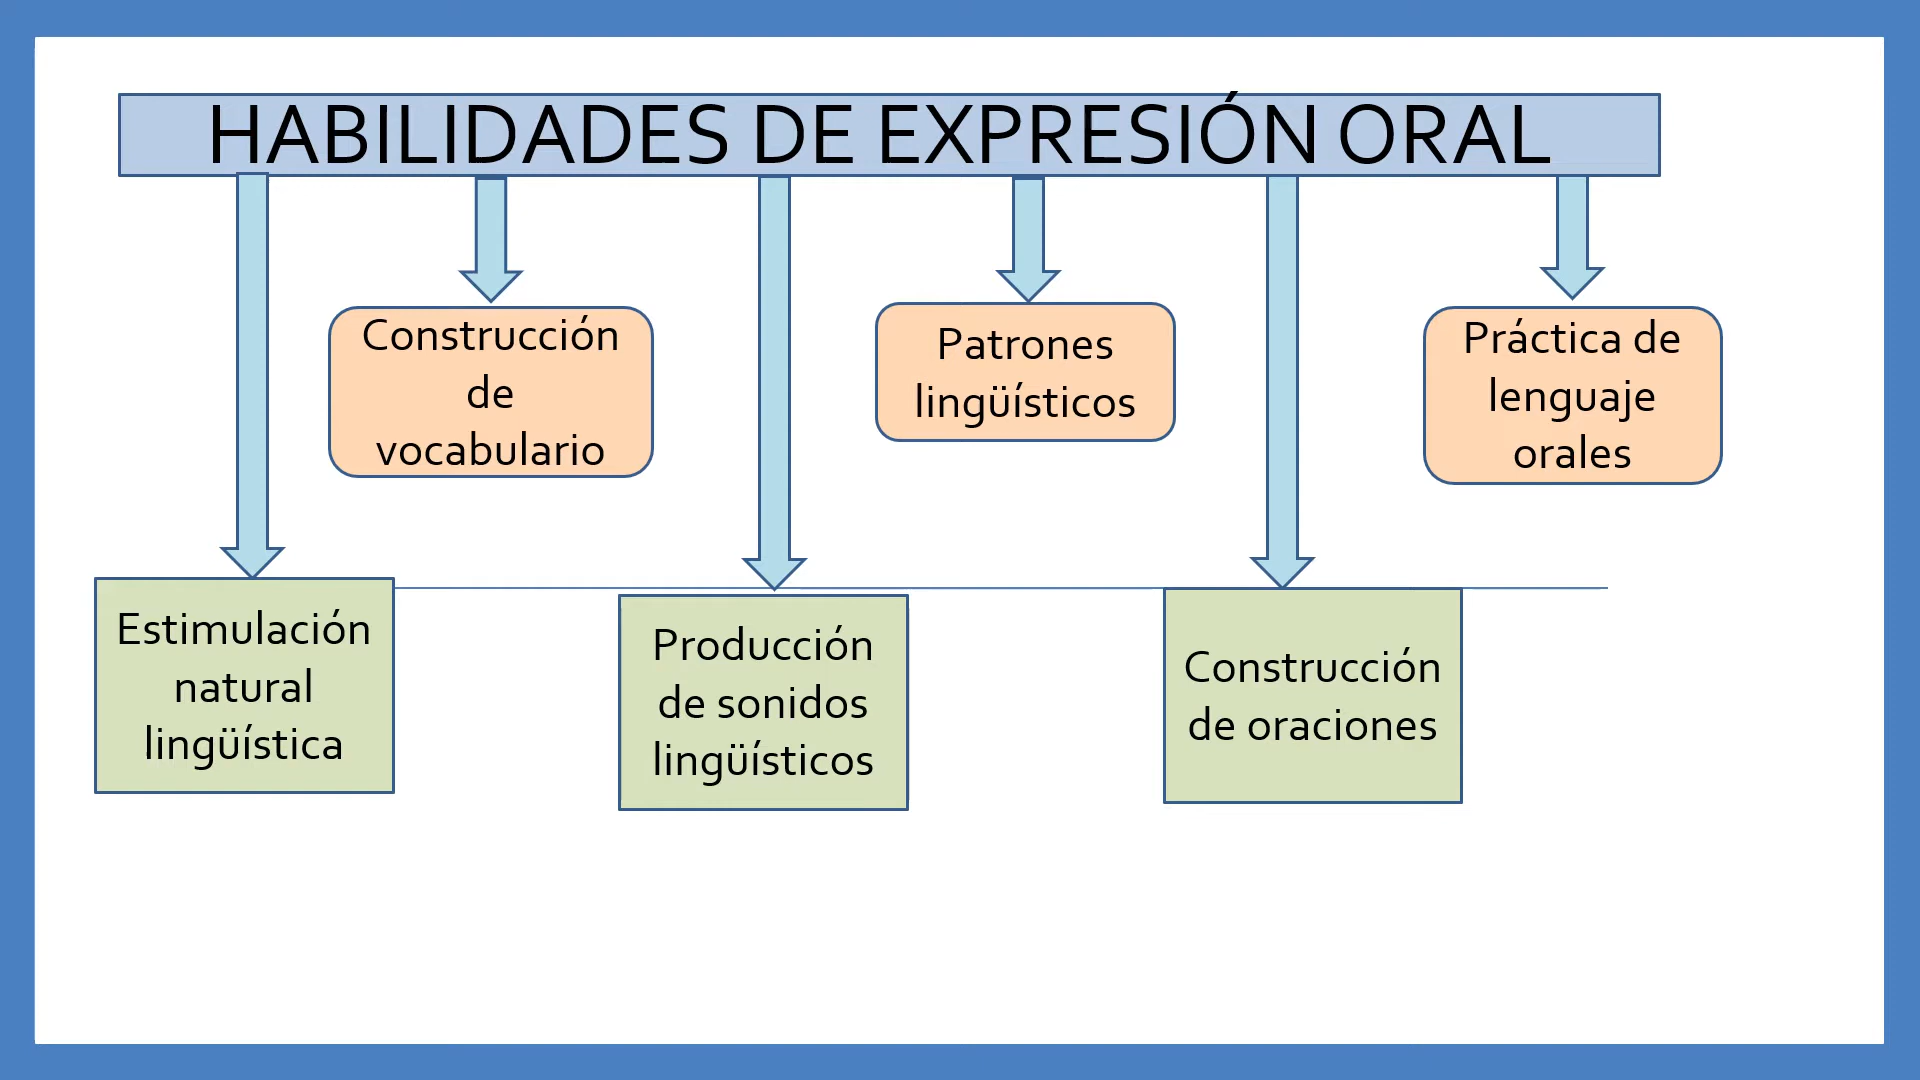 HABILIDADES DE EXPRESIÓN ORAL
Construcción
de
vocabulario
Patrones
lingüísticos
Práctica de
lenguaje
orales
Estimulación
natural
lingüística
Producción
de sonidos
lingüísticos
Construcción
de oraciones